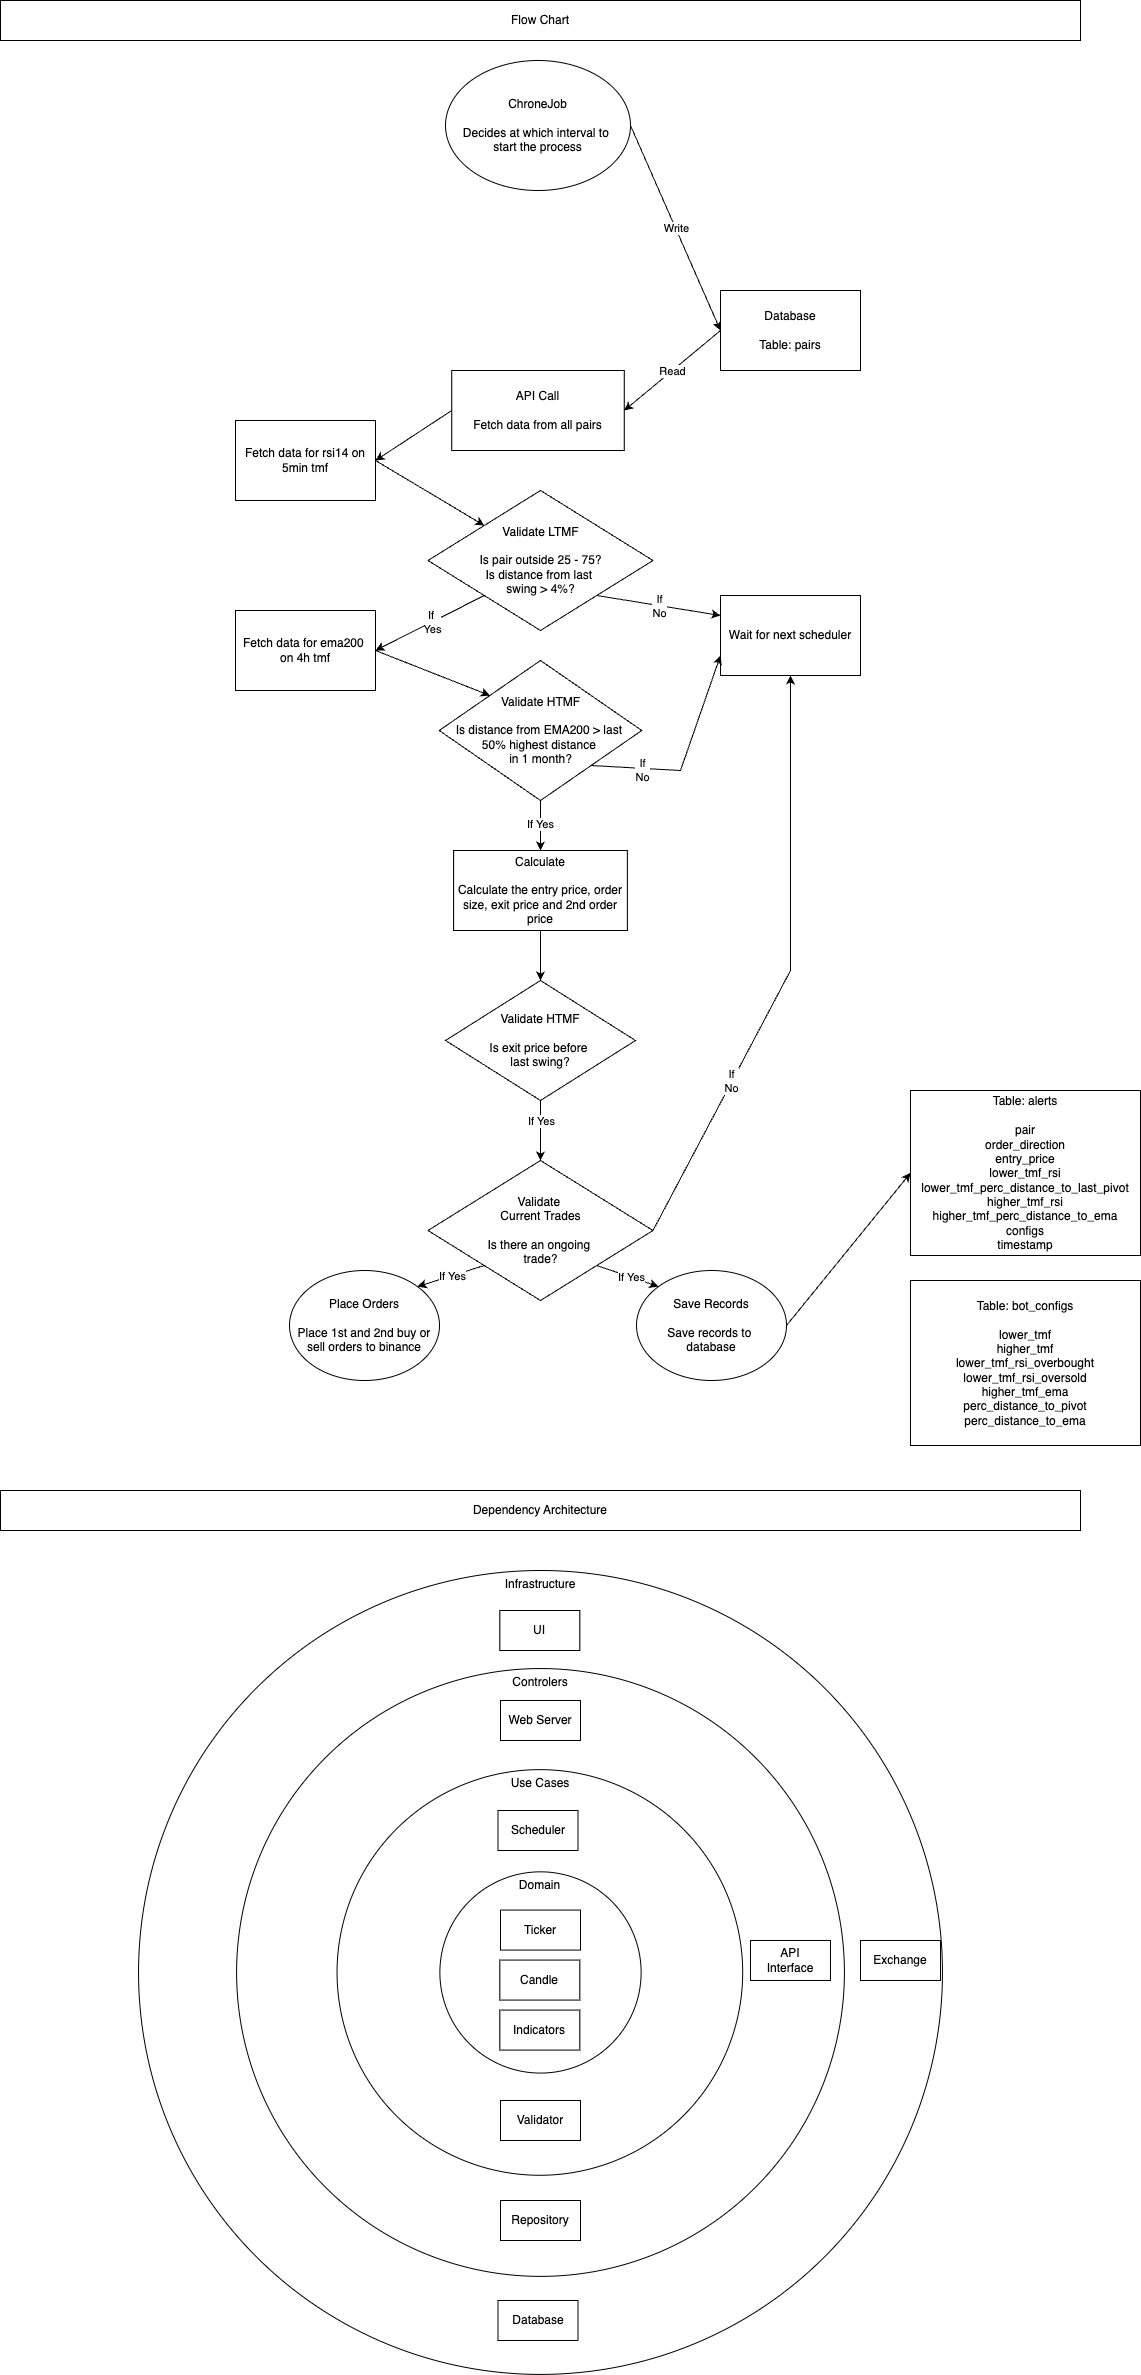 Flow Chart
ChroneJob
Decides at which interval to
start the process
Write
Database
Table: pairs
Read
API Call
Fetch data from all pairs
Fetch data for rsi14 on
5min tmf
Validate LTMF
Is pair outside 25 - 75?
Is distance from last
swing > 4%?
If
No
If
Yes
Wait for next scheduler
Fetch data for ema200
on 4h tmf
Validate HTMF
Is distance from EMA200 > last
50% highest distance
in 1 month?
If
No
If Yes
Calculate
Calculate the entry price, order
size, exit price and 2nd order
price
Validate HTMF
Is exit price before
last swing?
If
No
If Yes
Validate
Current Trades
Is there an ongoing
trade?
If Yes
If Yes
Place Orders
Place 1st and 2nd buy or
sell orders to binance
Save Records
Save records to
database
Table: alerts
pair
order_direction
entry_price
lower_tmf_rsi
lower_tmf_perc_distance_to_last_pivot
higher_tmf_rsi
higher_tmf_perc_distance_to_ema
configs
timestamp
Table: bot_configs
lower_tmf
higher_tmf
lower_tmf_rsi_overbought
lower_tmf_rsi_oversold
higher_tmf_ema
perc_distance_to_pivot
perc_distance_to_ema
Dependency Architecture
Infrastructure
UI
Controlers
Web Server
Use Cases
Scheduler
Domain
Ticker
Candle
Indicators
API
Interface
Exchange
Validator
Repository
Database